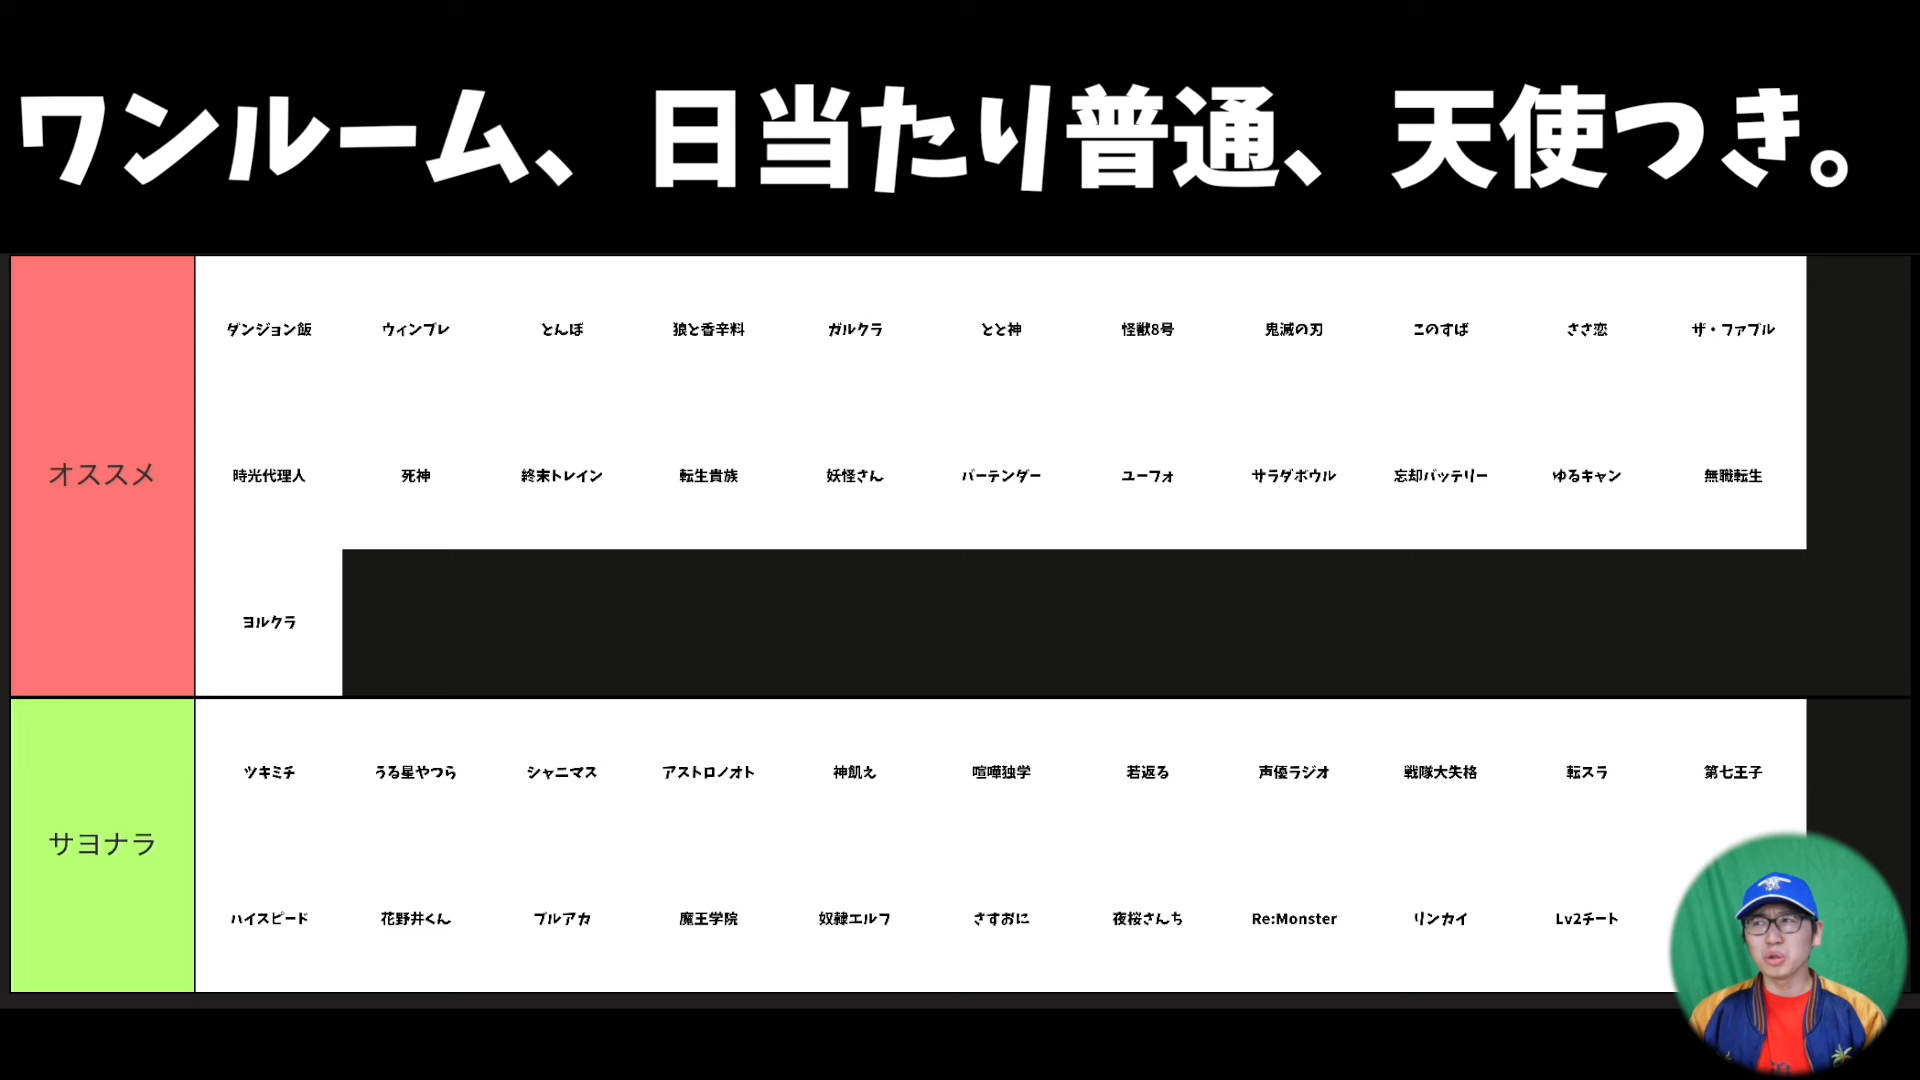 ワンルーム、日当たり普通、天使つき。
オススメ
ダンジョン飯 ウィンブレ とんぼ 狼と香辛料 ガルクラ とと神 怪獣8号 鬼滅の刃 このすば ささ恋 ザ・ファブル
時光代理人 死神 終末トレイン 転生貴族 妖怪さん バーテンダー ユーフォ サラダボウル 忘却バッテリー ゆるキャン 無職転生
ヨルクラ
サヨナラ
ツキミチ うる星やつら シャニマス アストロノオト 神飢え 喧嘩独学 若返る 声優ラジオ 戦隊大失格 転スラ 第七王子
ハイスピード 花野井くん ブルアカ 魔王学院 奴隷エルフ さすおに 夜桜さんち Re:Monster リンカイ Lv2チート